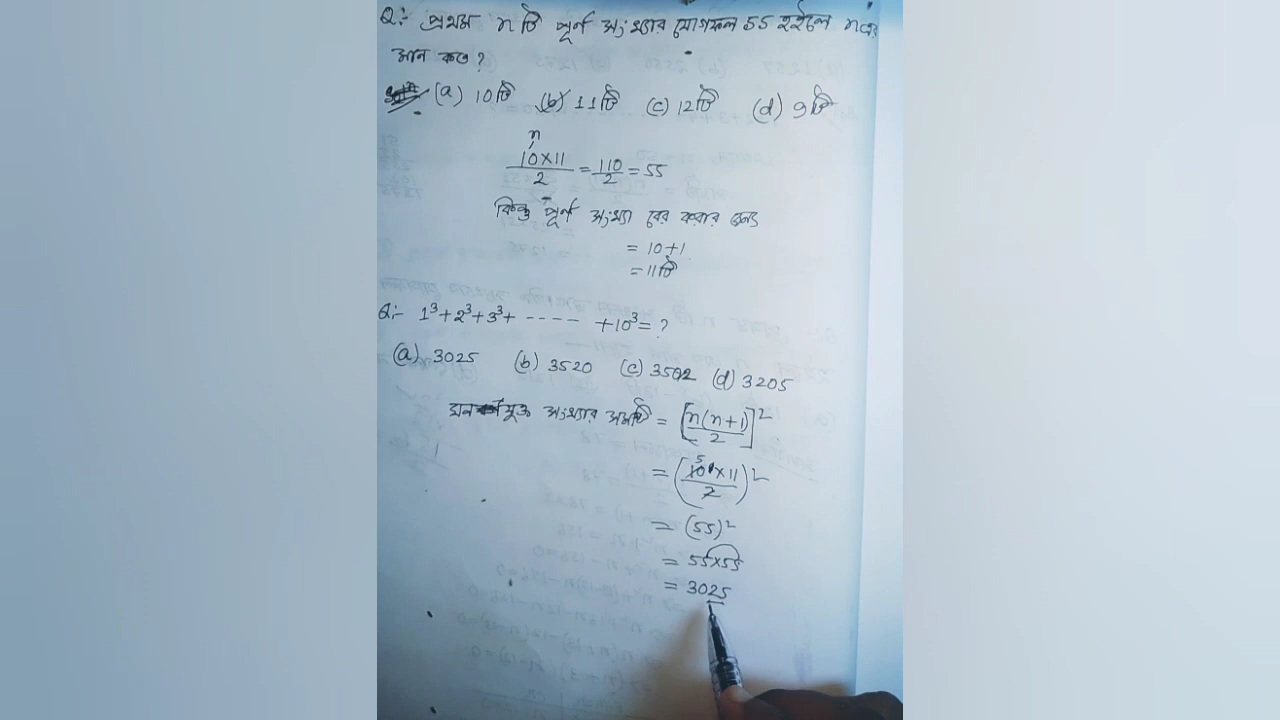 Q:- প্রথম n টি পূর্ন সংখ্যার যোগফল 55 হইলে n এর
মান কত?
(a) 10টি (b) 11টি (c) 12টি (d) 9টি
n
10×11/2 = 110/2 = 55
কিন্তু পূর্ন সংখ্যা বের করার জন্য
= 10+1
= 11টি
Q:- 1³+2³+3³+ ----- +10³= ?
(a) 3025 (b) 3520 (c) 3502 (d) 3205
ঘন যুক্ত সংখ্যার সমষ্টি = [n(n+1)/2]²
= (10×11/2)²
5
= (55)²
= 55×55
= 3025